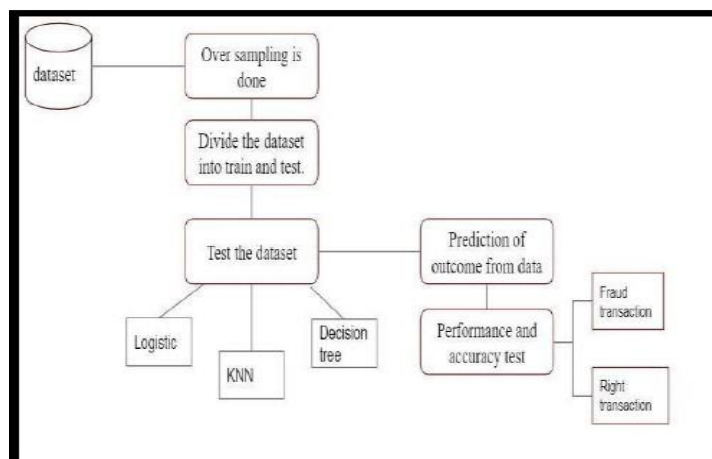 dataset
Over sampling is
done
Divide the dataset
into train and test.
Test the dataset
Logistic
KNN
Decision
tree
Prediction of
outcome from data
Performance and
accuracy test
Fraud
transaction
Right
transaction